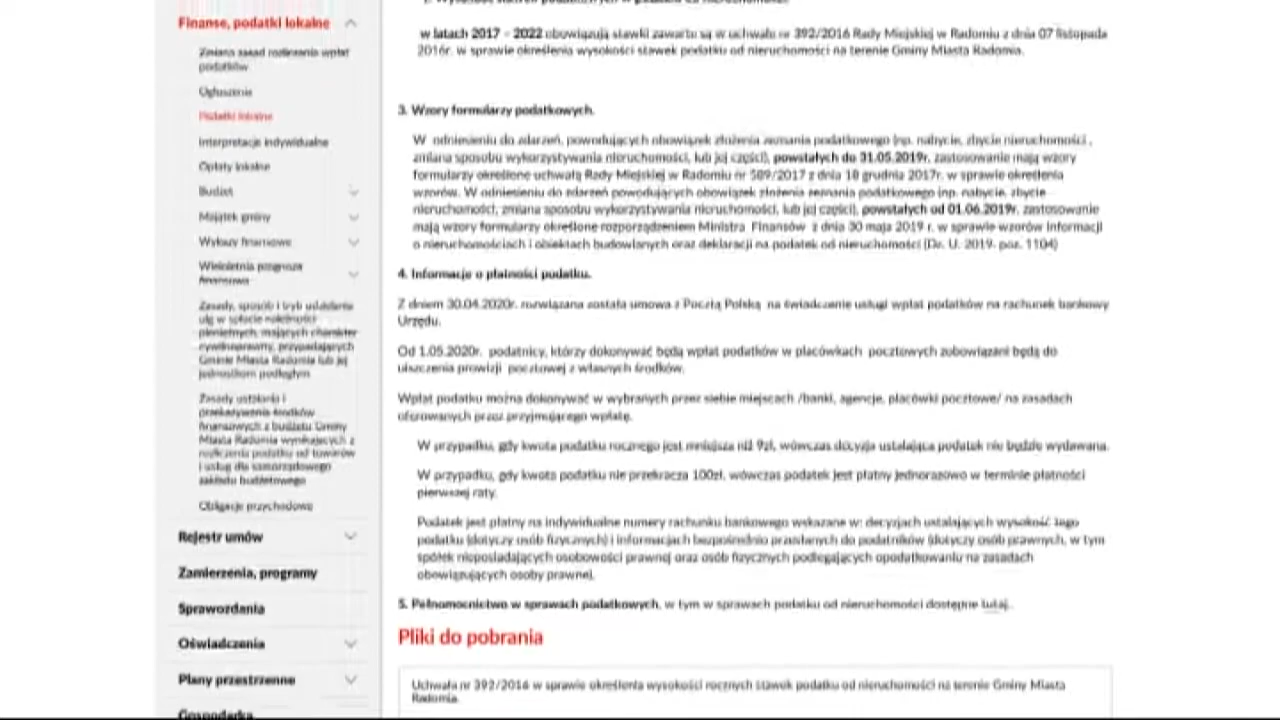 Finanse, podatki lokalne
Zmiana zasad rozliczania wpłat
podatków
Ogłoszenia
Podatki lokalne
Interpretacje indywidualne
Opłaty lokalne
Budżet
Majątek gminy
Wykazy finansowe
Wieloletnia prognoza
finansowa
Zasady, sposób i tryb udzielania
ulg w spłacie należności
pieniężnych, mających charakter
cywilnoprawny, przypadających
Gminie Miasta Radomia lub jej
jednostkom podległym
Zasady ustalania i
przekazywania środków
finansowych z budżetu Gminy
Miasta Radomia wynikających z
rozliczenia podatku od towarów
i usług dla samorządowego
zakładu budżetowego
Obligacje przychodowe
Rejestr umów
Zamierzenia, programy
Sprawozdania
Oświadczenia
Plany przestrzenne
Gospodarka
w latach 2017 - 2022 obowiązują stawki zawarte są w uchwale nr 392/2016 Rady Miejskiej w Radomiu z dnia 07 listopada
2016r. w sprawie określenia wysokości stawek podatku od nieruchomości na terenie Gminy Miasta Radomia.
3. Wzory formularzy podatkowych.
W odniesieniu do zdarzeń, powodujących obowiązek złożenia zeznania podatkowego (np. nabycie, zbycie nieruchomości ,
zmiana sposobu wykorzystywania nieruchomości, lub jej części), powstałych do 31.05.2019r. zastosowanie mają wzory
formularzy określone uchwałą Rady Miejskiej w Radomiu nr 589/2017 z dnia 18 grudnia 2017r. w sprawie określenia
wzorów. W odniesieniu do zdarzeń powodujących obowiązek złożenia zeznania podatkowego (np. nabycie, zbycie
nieruchomości, zmiana sposobu wykorzystywania nieruchomości, lub jej części), powstałych od 01.06.2019r. zastosowanie
mają wzory formularzy określone rozporządzeniem Ministra Finansów z dnia 30 maja 2019 r. w sprawie wzorów informacji
o nieruchomościach i obiektach budowlanych oraz deklaracji na podatek od nieruchomości (Dz. U. 2019. poz. 1104)
4. Informacje o płatności podatku.
Z dniem 30.04.2020r. rozwiązana została umowa z Pocztą Polską na świadczenie usługi wpłat podatków na rachunek bankowy
Urzędu.
Od 1.05.2020r. podatnicy, którzy dokonywać będą wpłat podatków w placówkach pocztowych zobowiązani będą do
uiszczenia prowizji pocztowej z własnych środków.
Wpłat podatku można dokonywać w wybranych przez siebie miejscach /banki, agencje, placówki pocztowe/ na zasadach
oferowanych przez przyjmującego wpłatę.
W przypadku, gdy kwota podatku rocznego jest mniejsza niż 9zł, wówczas decyzja ustalająca podatek nie będzie wydawana.
W przypadku, gdy kwota podatku nie przekracza 100zł, wówczas podatek jest płatny jednorazowo w terminie płatności
pierwszej raty.
Podatek jest płatny na indywidualne numery rachunku bankowego wskazane w: decyzjach ustalających wysokość tego
podatku (dotyczy osób fizycznych) i informacjach bezpośrednio przesłanych do podatników (dotyczy osób prawnych, w tym
spółek nieposiadających osobowości prawnej oraz osób fizycznych podlegających opodatkowaniu na zasadach
obowiązujących osoby prawne).
5. Pełnomocnictwo w sprawach podatkowych, w tym w sprawach podatku od nieruchomości dostępne tutaj.
Pliki do pobrania
Uchwała nr 392/2016 w sprawie określenia wysokości rocznych stawek podatku od nieruchomości na terenie Gminy Miasta
Radomia.